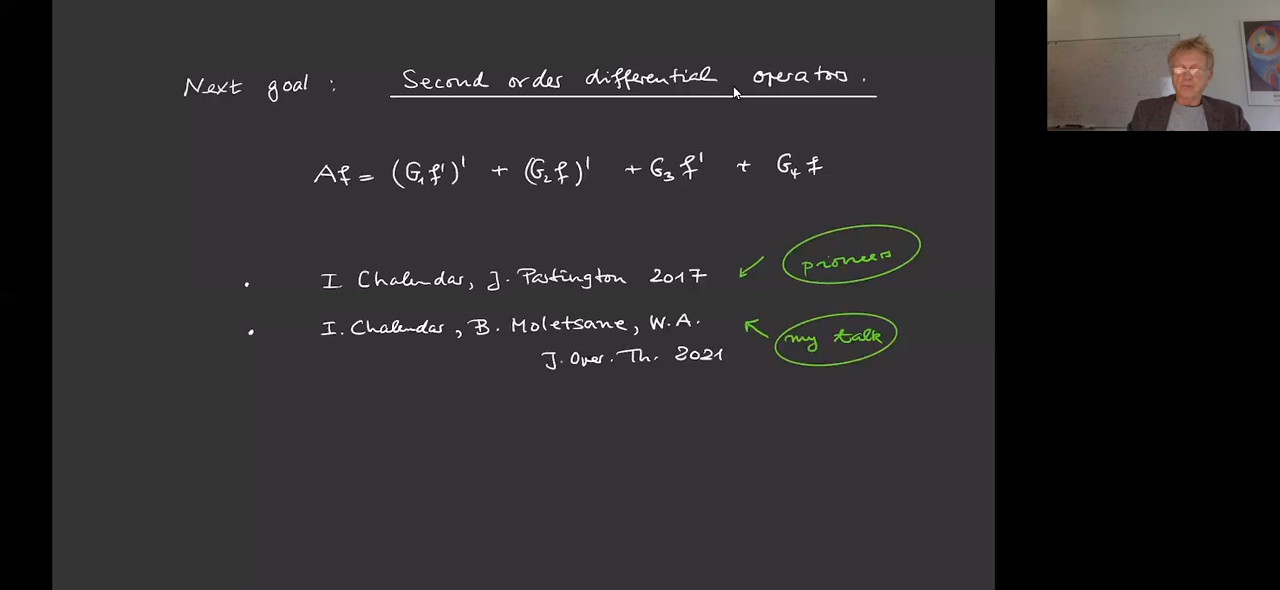 Next goal : Second order differential operators.
Af = (G₁f')' + (G₂f)' + G₃f' + G₄f
pioneers
• I Chalendar, J. Partington 2017
• I. Chalendar, B. Moletsane, W.A.
my talk
J. Oper. Th. 2021